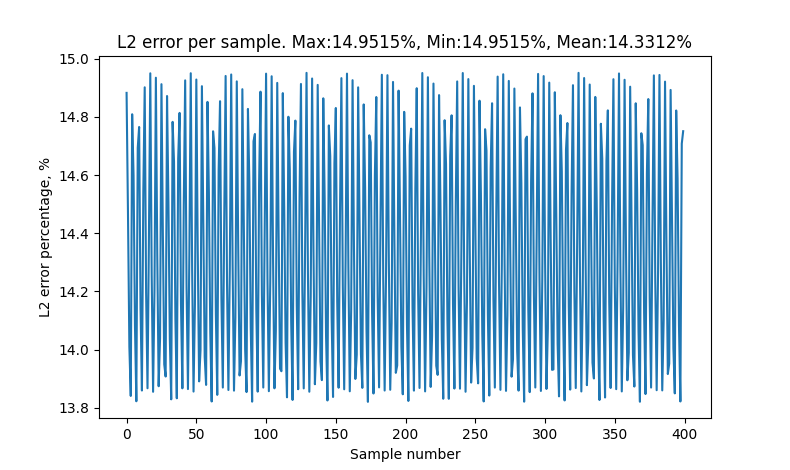 L2 error per sample. Max:14.9515%, Min:14.9515%, Mean:14.3312%
15.0
14.8
14.6
14.4
14.2
14.0
13.8
L2 error percentage, %
0 50 100 150 200 250 300 350 400
Sample number